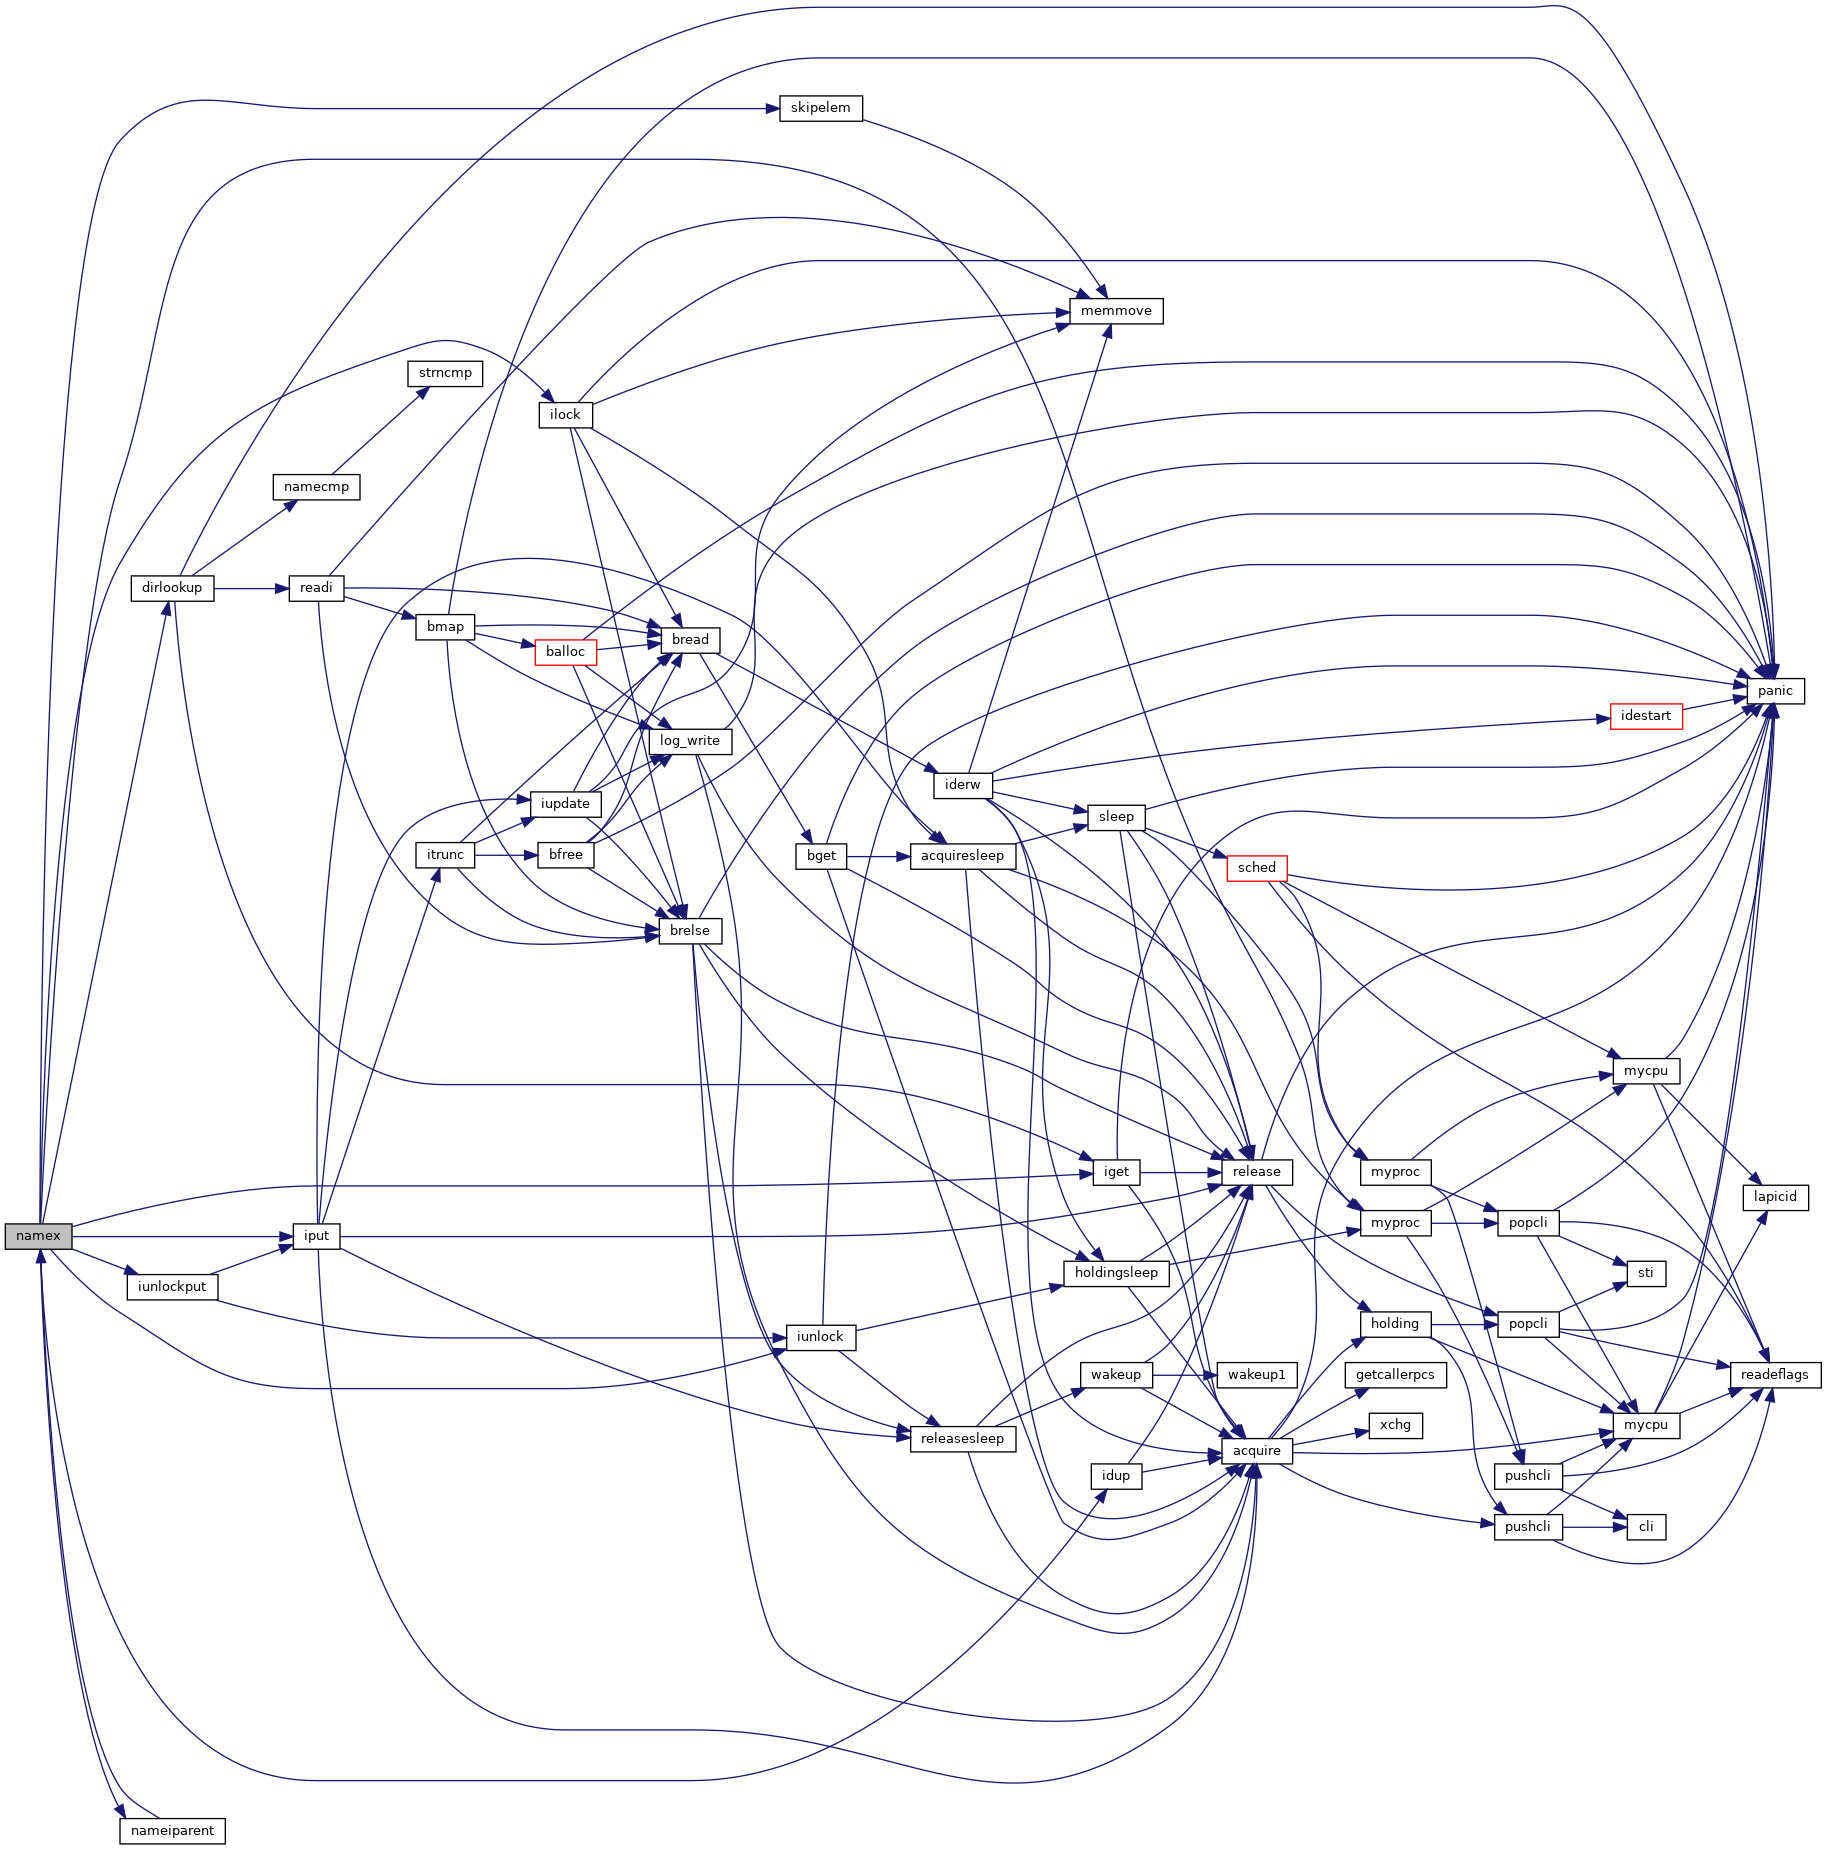 skipelem
memmove
strncmp
ilock
namecmp
dirlookup
readi
bmap
bread
balloc
panic
idestart
log_write
iderw
iupdate
sleep
itrunc
bfree
bget
acquiresleep
sched
brelse
mycpu
iget
release
myproc
lapicid
myproc
popcli
namex
iput
iunlockput
holdingsleep
sti
iunlock
holding
popcli
wakeup
wakeup1
getcallerpcs
readeflags
xchg
mycpu
releasesleep
acquire
idup
pushcli
pushcli
cli
nameiparent